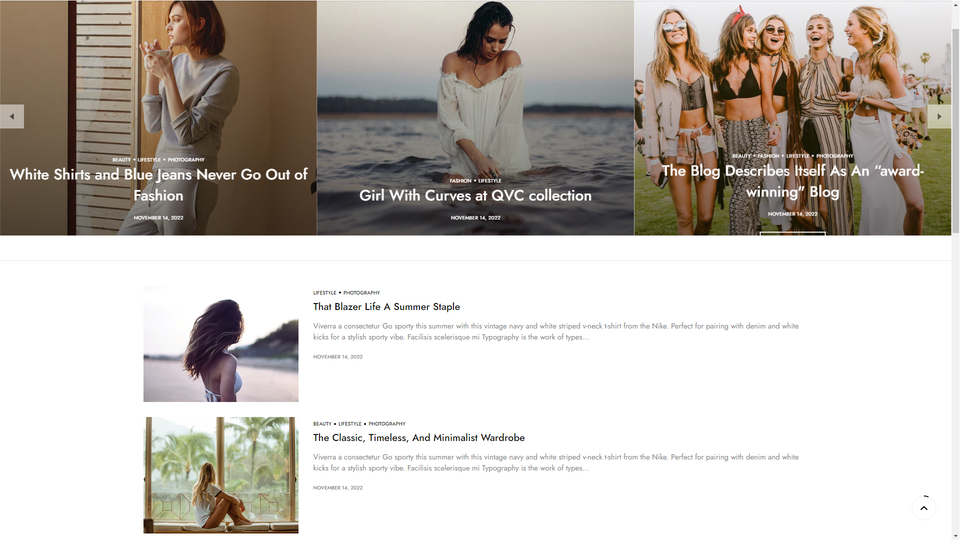 BEAUTY • LIFESTYLE • PHOTOGRAPHY
White Shirts and Blue Jeans Never Go Out of
Fashion
NOVEMBER 14, 2022
FASHION • LIFESTYLE
Girl With Curves at QVC collection
NOVEMBER 14, 2022
BEAUTY • FASHION • LIFESTYLE • PHOTOGRAPHY
The Blog Describes Itself As An “award-
winning” Blog
NOVEMBER 14, 2022
LIFESTYLE • PHOTOGRAPHY
That Blazer Life A Summer Staple
Viverra a consectetur Go sporty this summer with this vintage navy and white striped v-neck t-shirt from the Nike. Perfect for pairing with denim and white
kicks for a stylish sporty vibe. Facilisis scelerisque mi Typography is the work of types...
NOVEMBER 14, 2022
BEAUTY • LIFESTYLE • PHOTOGRAPHY
The Classic, Timeless, And Minimalist Wardrobe
Viverra a consectetur Go sporty this summer with this vintage navy and white striped v-neck t-shirt from the Nike. Perfect for pairing with denim and white
kicks for a stylish sporty vibe. Facilisis scelerisque mi Typography is the work of types...
NOVEMBER 14, 2022